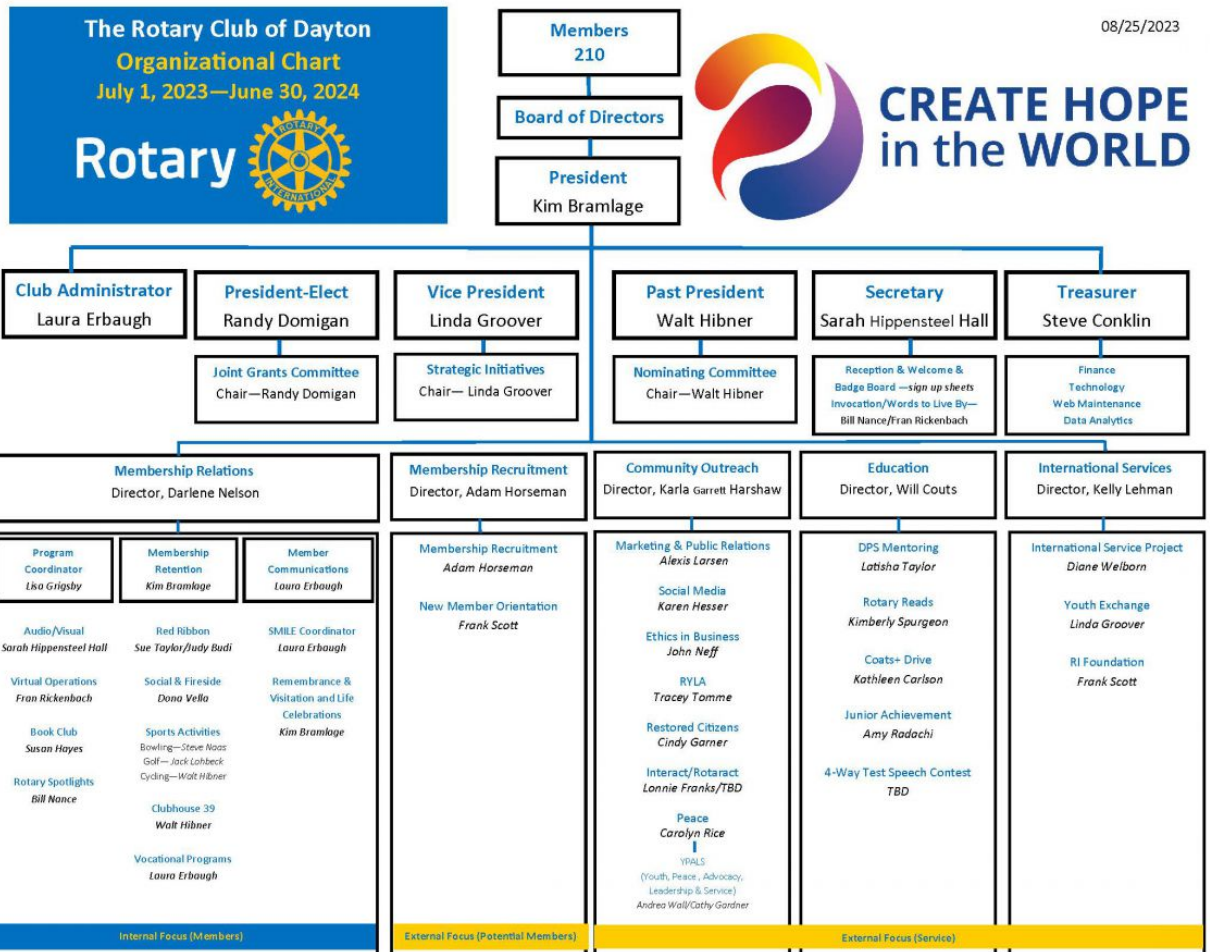 The Rotary Club of Dayton
Organizational Chart
July 1, 2023—June 30, 2024
Rotary
ROTARY
INTERNATIONAL
Members
210
Board of Directors
President
Kim Bramlage
08/25/2023
CREATE HOPE
in the WORLD
Club Administrator
Laura Erbaugh
President-Elect
Randy Domigan
Vice President
Linda Groover
Past President
Walt Hibner
Secretary
Sarah Hippensteel Hall
Treasurer
Steve Conklin
Joint Grants Committee
Chair—Randy Domigan
Strategic Initiatives
Chair— Linda Groover
Nominating Committee
Chair—Walt Hibner
Reception & Welcome &
Badge Board —sign up sheets
Invocation/Words to Live By—
Bill Nance/Fran Rickenbach
Finance
Technology
Web Maintenance
Data Analytics
Membership Relations
Director, Darlene Nelson
Membership Recruitment
Director, Adam Horseman
Community Outreach
Director, Karla Garrett Harshaw
Education
Director, Will Couts
International Services
Director, Kelly Lehman
Program
Coordinator
Lisa Grigsby
Audio/Visual
Sarah Hippensteel Hall
Virtual Operations
Fran Rickenbach
Book Club
Susan Hayes
Rotary Spotlights
Bill Nance
Membership
Retention
Kim Bramlage
Red Ribbon
Sue Taylor/Judy Budi
Social & Fireside
Dona Vella
Sports Activities
Bowling—Steve Naas
Golf— Jack Lohbeck
Cycling—Walt Hibner
Clubhouse 39
Walt Hibner
Vocational Programs
Laura Erbaugh
Member
Communications
Laura Erbaugh
SMILE Coordinator
Laura Erbaugh
Remembrance &
Visitation and Life
Celebrations
Kim Bramlage
Membership Recruitment
Adam Horseman
New Member Orientation
Frank Scott
Marketing & Public Relations
Alexis Larsen
Social Media
Karen Hesser
Ethics in Business
John Neff
RYLA
Tracey Tomme
Restored Citizens
Cindy Garner
Interact/Rotaract
Lonnie Franks/TBD
Peace
Carolyn Rice
YPALS
(Youth, Peace , Advocacy,
Leadership & Service)
Andrea Wall/Cathy Gardner
DPS Mentoring
Latisha Taylor
Rotary Reads
Kimberly Spurgeon
Coats+ Drive
Kathleen Carlson
Junior Achievement
Amy Radachi
4-Way Test Speech Contest
TBD
International Service Project
Diane Welborn
Youth Exchange
Linda Groover
RI Foundation
Frank Scott
Internal Focus (Members)
External Focus (Potential Members)
External Focus (Service)